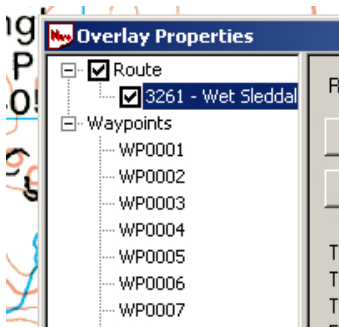 Overlay Properties
Route
3261 - Wet Sleddal
Waypoints
WP0001
WP0002
WP0003
WP0004
WP0005
WP0006
WP0007